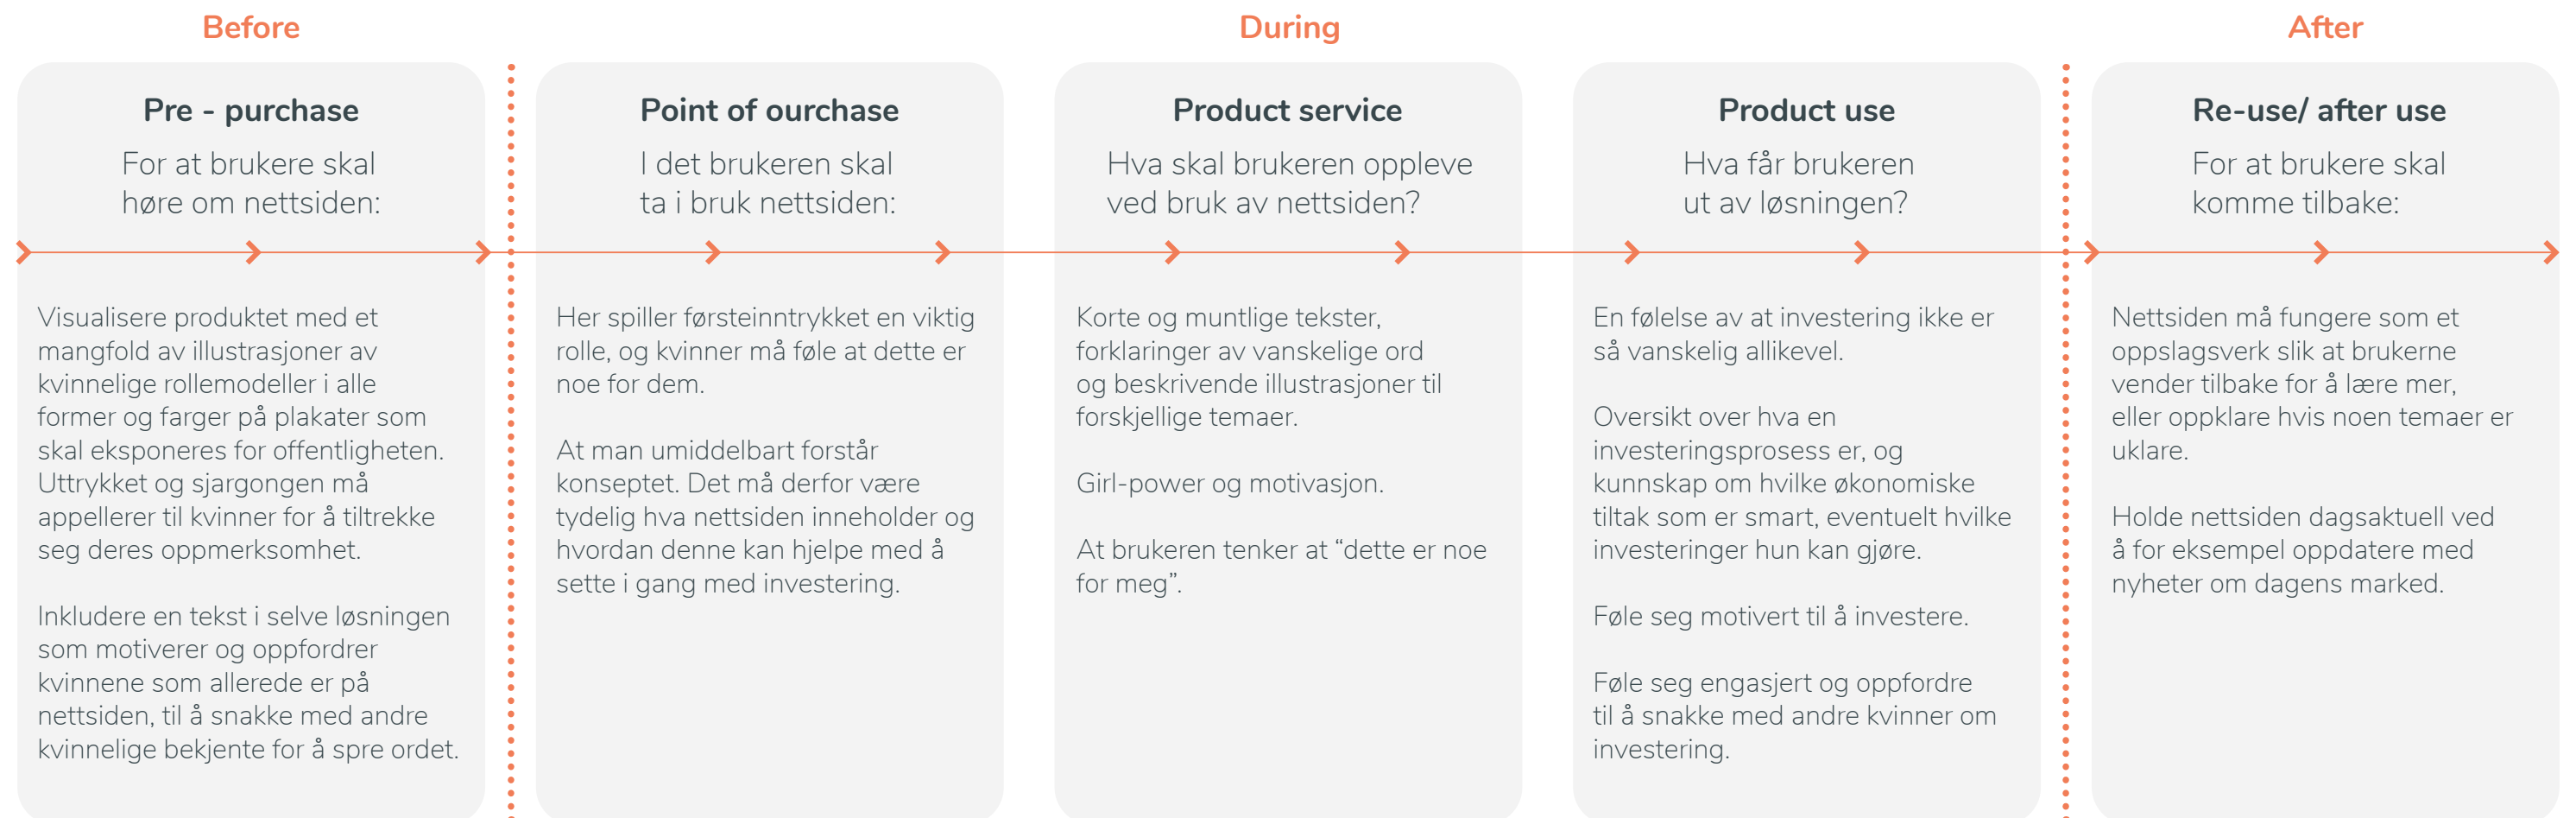 Before
During
After
Pre - purchase
For at brukere skal
høre om nettsiden:
Visualisere produktet med et
mangfold av illustrasjoner av
kvinnelige rollemodeller i alle
former og farger på plakater som
skal eksponeres for offentligheten.
Uttrykket og sjargongen må
appellerer til kvinner for å tiltrekke
seg deres oppmerksomhet.
Inkludere en tekst i selve løsningen
som motiverer og oppfordrer
kvinnene som allerede er på
nettsiden, til å snakke med andre
kvinnelige bekjente for å spre ordet.
Point of ourchase
I det brukeren skal
ta i bruk nettsiden:
Her spiller førsteinntrykket en viktig
rolle, og kvinner må føle at dette er
noe for dem.
At man umiddelbart forstår
konseptet. Det må derfor være
tydelig hva nettsiden inneholder og
hvordan denne kan hjelpe med å
sette i gang med investering.
Product service
Hva skal brukeren oppleve
ved bruk av nettsiden?
Korte og muntlige tekster,
forklaringer av vanskelige ord
og beskrivende illustrasjoner til
forskjellige temaer.
Girl-power og motivasjon.
At brukeren tenker at “dette er noe
for meg”.
Product use
Hva får brukeren
ut av løsningen?
En følelse av at investering ikke er
så vanskelig allikevel.
Oversikt over hva en
investeringsprosess er, og
kunnskap om hvilke økonomiske
tiltak som er smart, eventuelt hvilke
investeringer hun kan gjøre.
Føle seg motivert til å investere.
Føle seg engasjert og oppfordre
til å snakke med andre kvinner om
investering.
Re-use/ after use
For at brukere skal
komme tilbake:
Nettsiden må fungere som et
oppslagsverk slik at brukerne
vender tilbake for å lære mer,
eller oppklare hvis noen temaer er
uklare.
Holde nettsiden dagsaktuell ved
å for eksempel oppdatere med
nyheter om dagens marked.